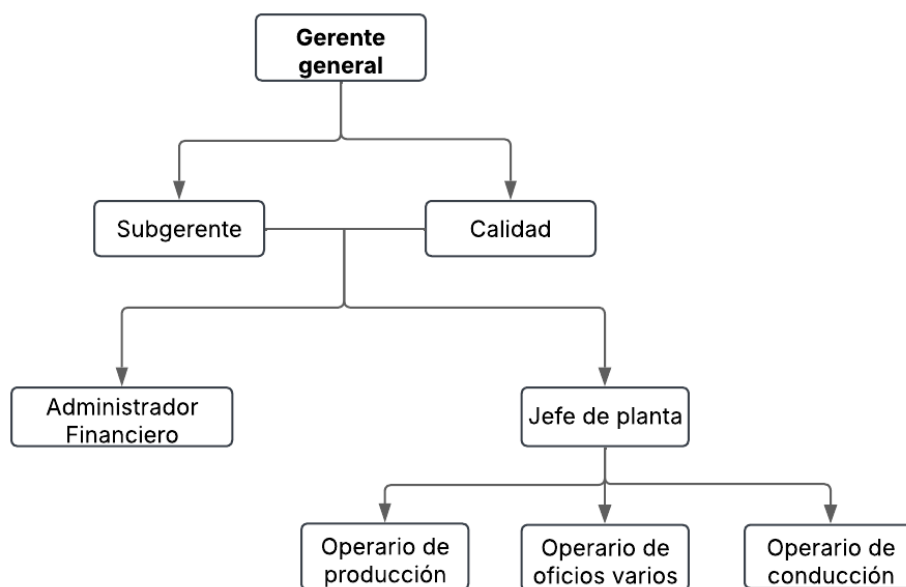 Gerente
general
Subgerente
Calidad
Administrador
Financiero
Jefe de planta
Operario de
producción
Operario de
oficios varios
Operario de
conducción